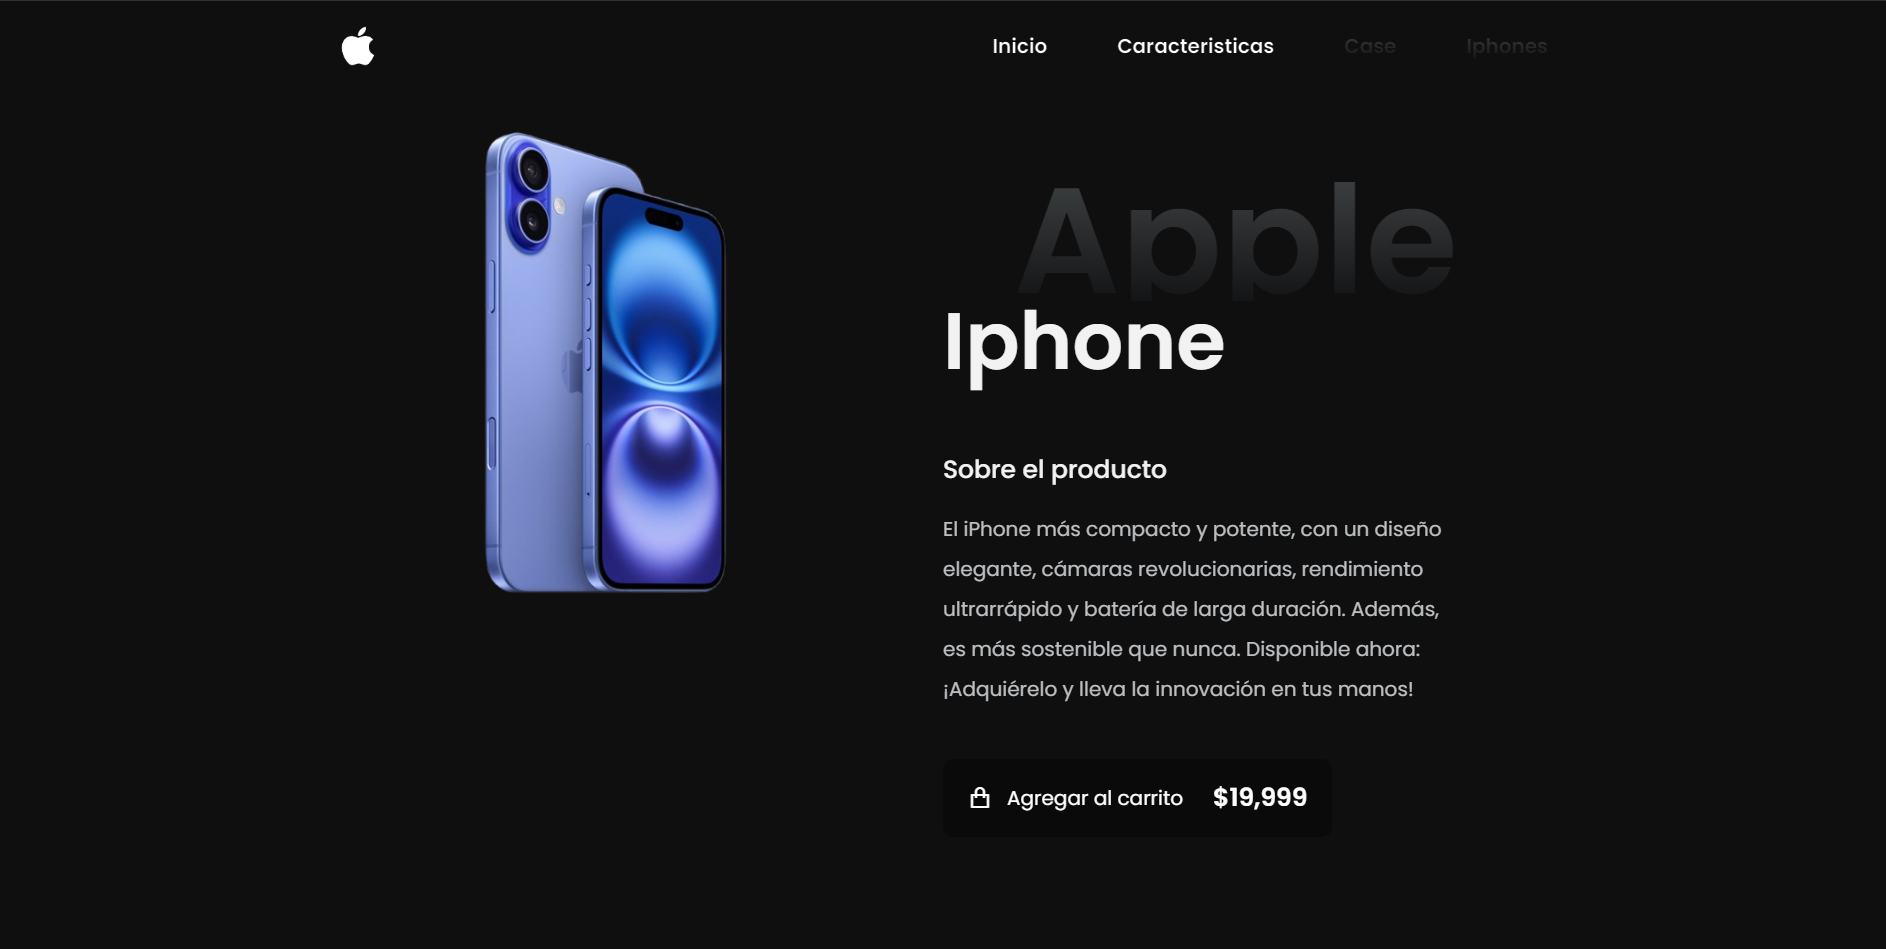 Inicio Caracteristicas Case Iphones
Apple
Iphone
Sobre el producto
El iPhone más compacto y potente, con un diseño
elegante, cámaras revolucionarias, rendimiento
ultrarrápido y batería de larga duración. Además,
es más sostenible que nunca. Disponible ahora:
¡Adquiérelo y lleva la innovación en tus manos!
Agregar al carrito $19,999